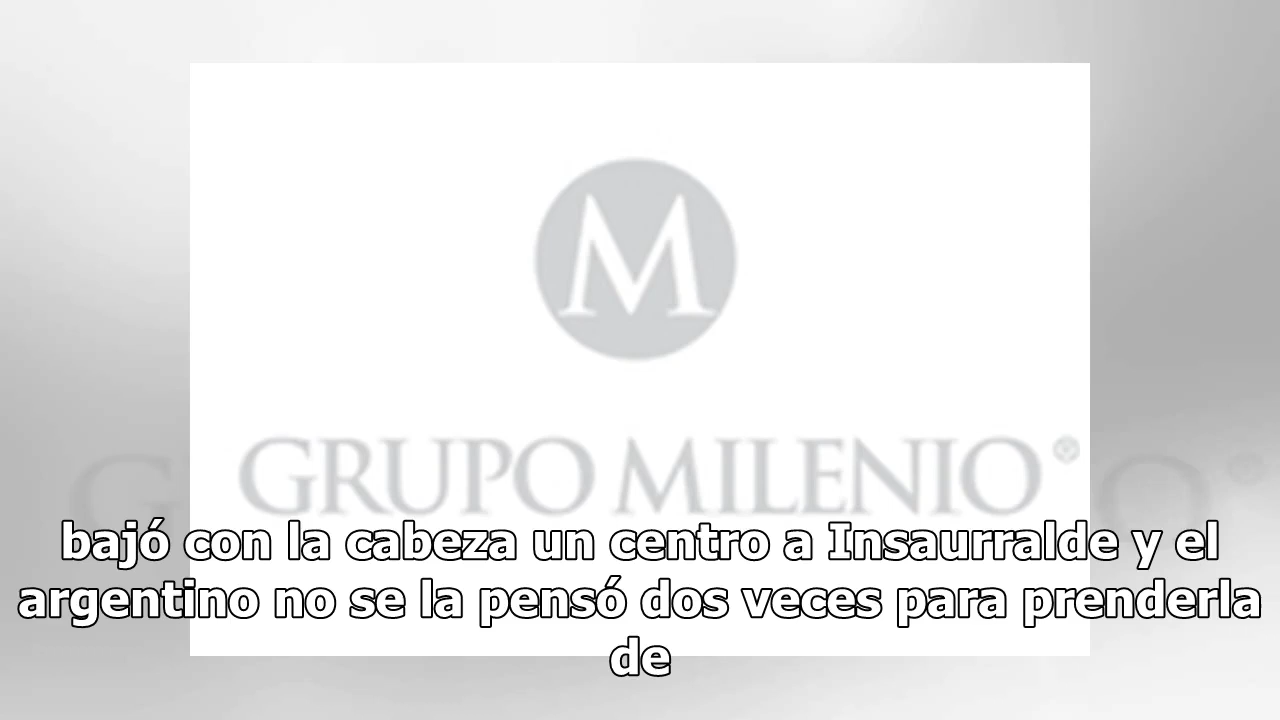 M
GRUPO MILENIO®
bajó con la cabeza un centro a Insaurralde y el
argentino no se la pensó dos veces para prenderla
de